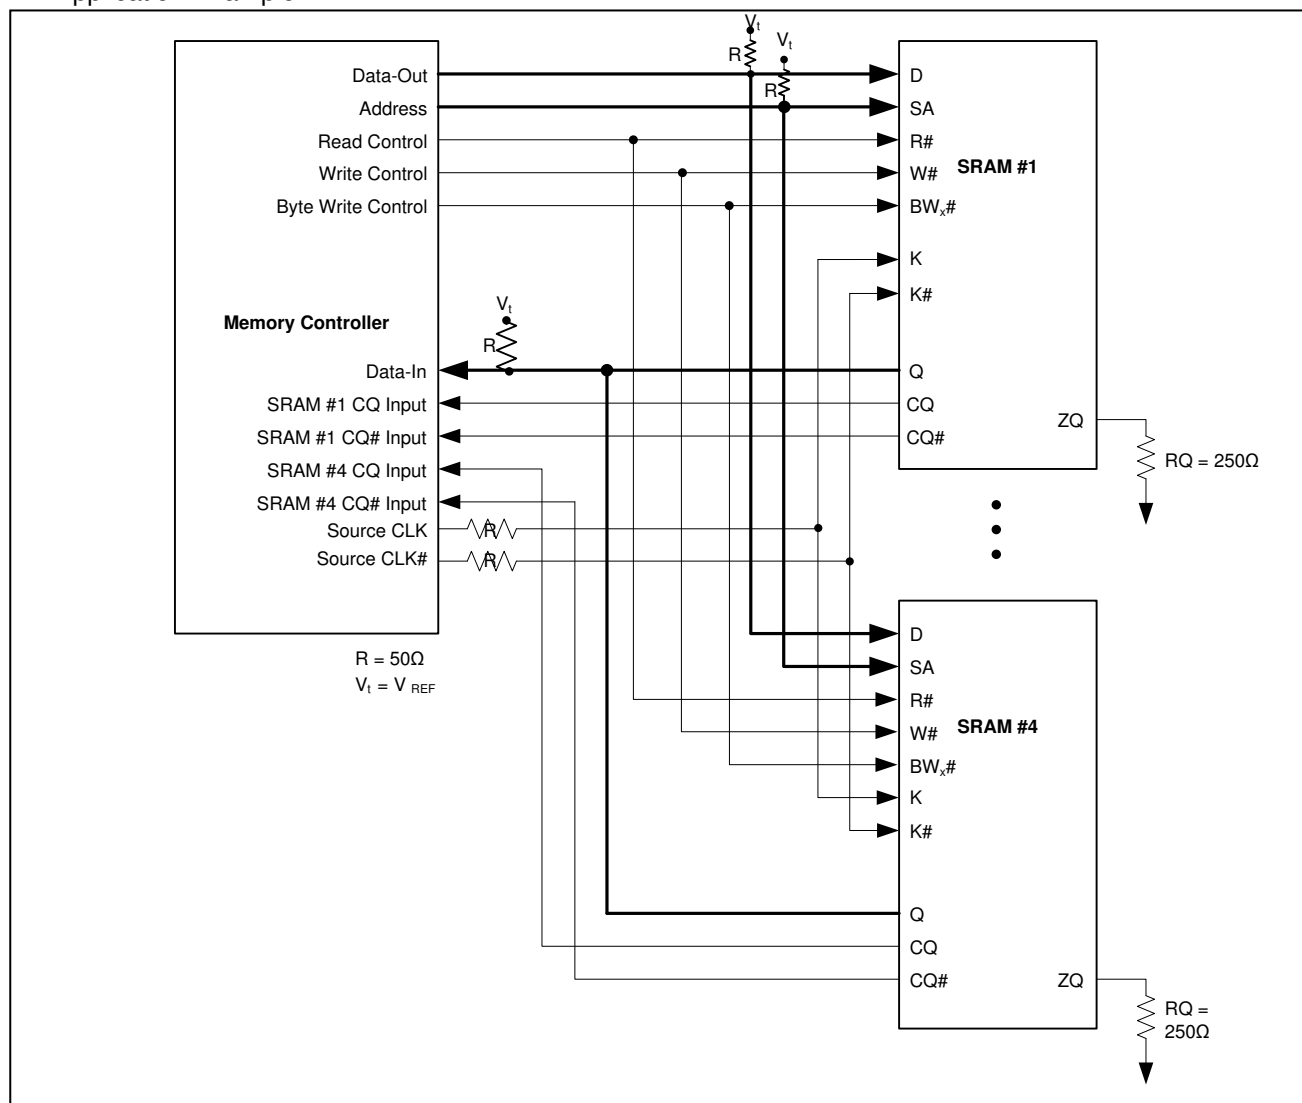 Vt
Vt
R
R
Data-Out
Address
Read Control
Write Control
Byte Write Control
Memory Controller
Vt
R
Data-In
SRAM #1 CQ Input
SRAM #1 CQ# Input
SRAM #4 CQ Input
SRAM #4 CQ# Input
Source CLK
R
Source CLK#
R
R = 50Ω
Vt = V REF
D
SA
R#
W#
BWx#
SRAM #1
K
K#
Q
CQ
CQ#
ZQ
RQ = 250Ω
D
SA
R#
W#
BWx#
SRAM #4
K
K#
Q
CQ
CQ#
ZQ
RQ =
250Ω